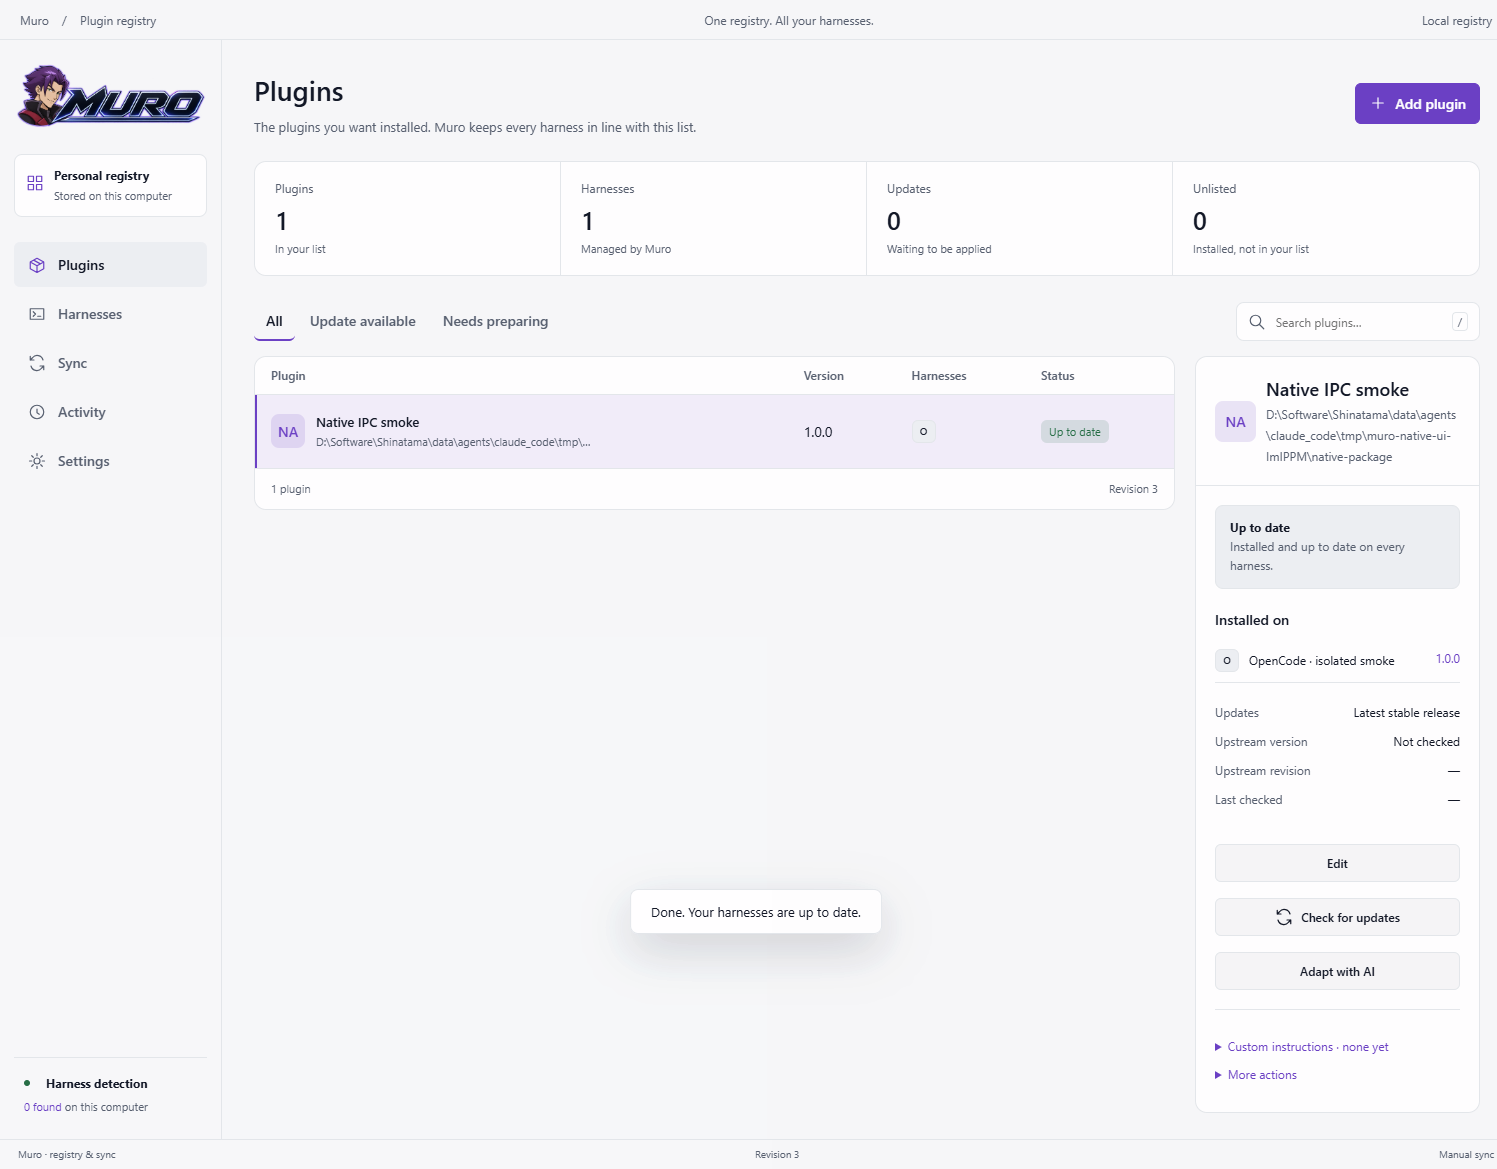 Muro / Plugin registry
One registry. All your harnesses.
Local registry
MURO
Personal registry
Stored on this computer
Plugins
Harnesses
Sync
Activity
Settings
Harness detection
0 found on this computer
Plugins
The plugins you want installed. Muro keeps every harness in line with this list.
+ Add plugin
Plugins
1
In your list
Harnesses
1
Managed by Muro
Updates
0
Waiting to be applied
Unlisted
0
Installed, not in your list
All
Update available
Needs preparing
Search plugins...
/
Plugin Version Harnesses Status
NA
Native IPC smoke
D:\Software\Shinatama\data\agents\claude_code\tmp\...
1.0.0
O
Up to date
1 plugin
Revision 3
NA
Native IPC smoke
D:\Software\Shinatama\data\agents
\claude_code\tmp\muro-native-ui-
ImIPPM\native-package
Up to date
Installed and up to date on every
harness.
Installed on
O OpenCode · isolated smoke 1.0.0
Updates Latest stable release
Upstream version Not checked
Upstream revision —
Last checked —
Edit
Check for updates
Adapt with AI
Custom instructions · none yet
More actions
Done. Your harnesses are up to date.
Muro · registry & sync
Revision 3
Manual sync